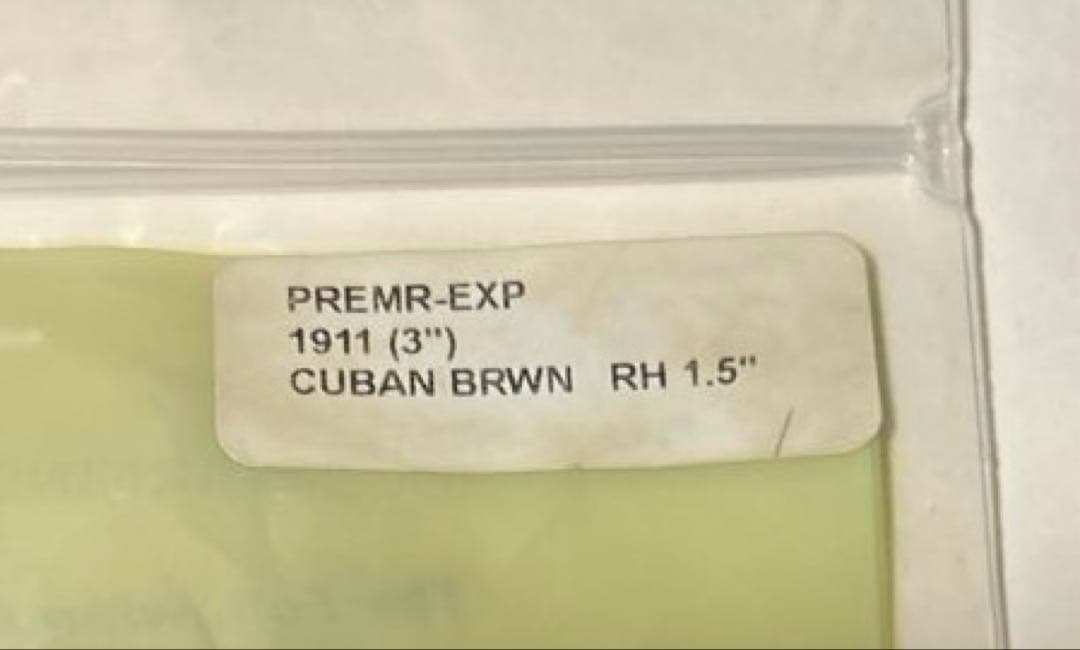 PREMR-EXP
1911 (3")
CUBAN BRWN RH 1.5"